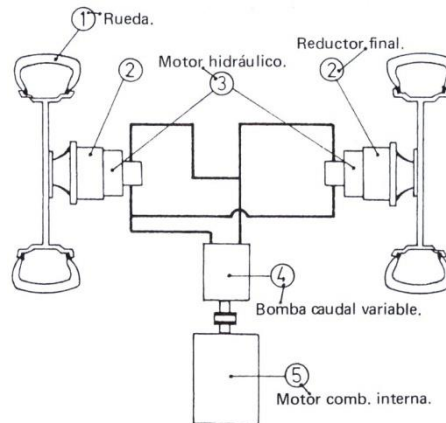 1 Rueda.
Motor hidráulico.
Reductor final.
2
3
2
4
Bomba caudal variable.
5
Motor comb. interna.